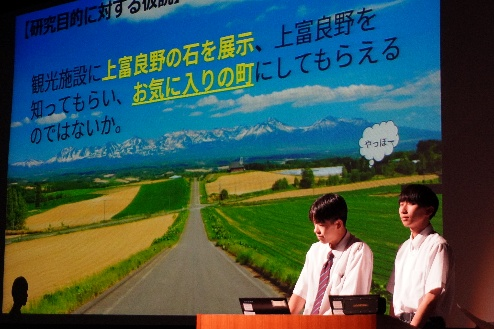 【研究目的に対する仮説】
観光施設に上富良野の石を展示、上富良野を
知ってもらい、お気に入りの町にしてもらえる
のではないか。
やっほー